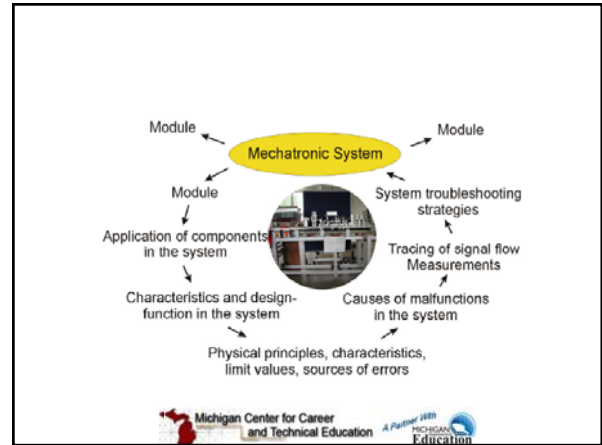 Module
Module
Mechatronic System
Module
System troubleshooting
strategies
Application of components
in the system
Tracing of signal flow
Measurements
Characteristics and design-
function in the system
Causes of malfunctions
in the system
Physical principles, characteristics,
limit values, sources of errors
Michigan Center for Career
and Technical Education
A Partner With
MICHIGAN
Education